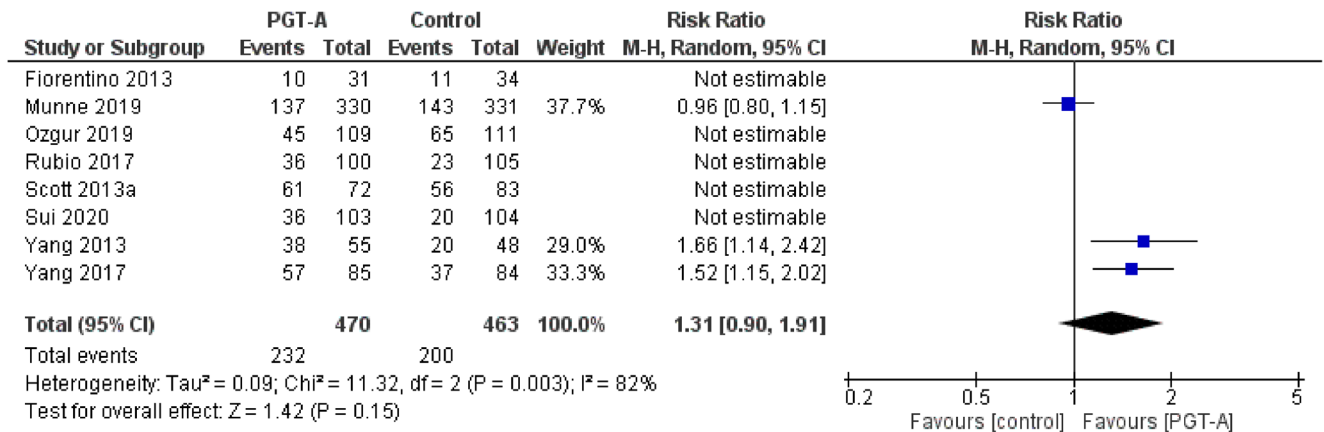 PGT-A Control Risk Ratio Risk Ratio
Study or Subgroup Events Total Events Total Weight M-H, Random, 95% CI M-H, Random, 95% CI
Fiorentino 2013 10 31 11 34 Not estimable
Munne 2019 137 330 143 331 37.7% 0.96 [0.80, 1.15]
Ozgur 2019 45 109 65 111 Not estimable
Rubio 2017 36 100 23 105 Not estimable
Scott 2013a 61 72 56 83 Not estimable
Sui 2020 36 103 20 104 Not estimable
Yang 2013 38 55 20 48 29.0% 1.66 [1.14, 2.42]
Yang 2017 57 85 37 84 33.3% 1.52 [1.15, 2.02]
Total (95% CI) 470 463 100.0% 1.31 [0.90, 1.91]
Total events 232 200
Heterogeneity: Tau² = 0.09; Chi² = 11.32, df = 2 (P = 0.003); I² = 82%
Test for overall effect: Z = 1.42 (P = 0.15)
0.2 0.5 1 2 5
Favours [control] Favours [PGT-A]